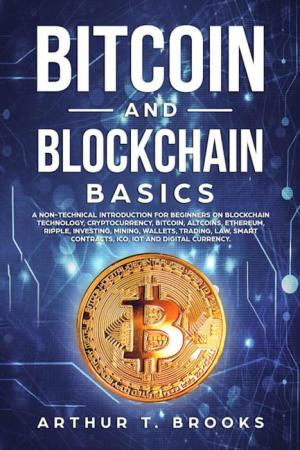 BITCOIN
AND
BLOCKCHAIN
BASICS
A NON-TECHNICAL INTRODUCTION FOR BEGINNERS ON BLOCKCHAIN
TECHNOLOGY, CRYPTOCURRENCY, BITCOIN, ALTCOINS, ETHEREUM,
RIPPLE, INVESTING, MINING, WALLETS, TRADING, LAW, SMART
CONTRACTS, ICO, IOT AND DIGITAL CURRENCY.
ARTHUR T. BROOKS